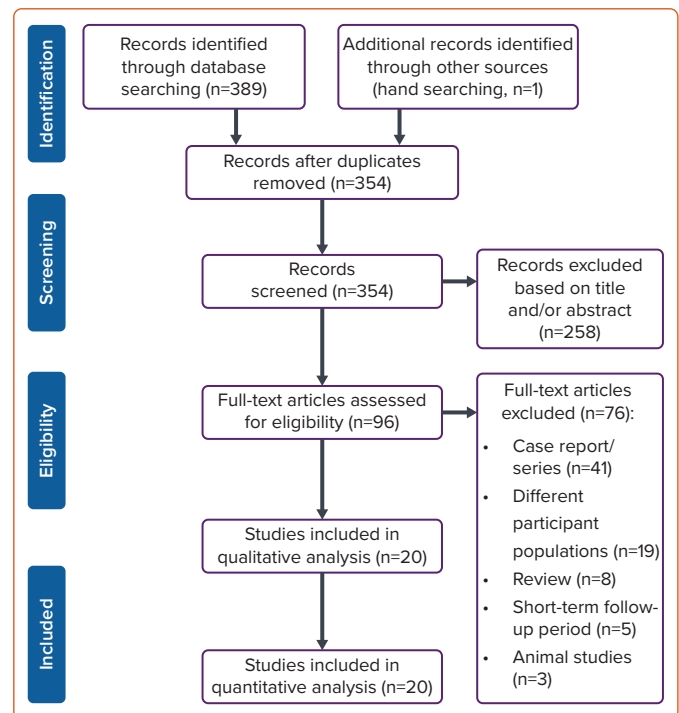 Identification
Records identified
through database
searching (n=389)
Additional records identified
through other sources
(hand searching, n=1)
Records after duplicates
removed (n=354)
Screening
Records
screened (n=354)
Records excluded
based on title
and/or abstract
(n=258)
Eligibility
Full-text articles assessed
for eligibility (n=96)
Full-text articles
excluded (n=76):
• Case report/
series (n=41)
• Different
participant
populations (n=19)
• Review (n=8)
• Short-term follow-
up period (n=5)
• Animal studies
(n=3)
Studies included in
qualitative analysis (n=20)
Included
Studies included in
quantitative analysis (n=20)